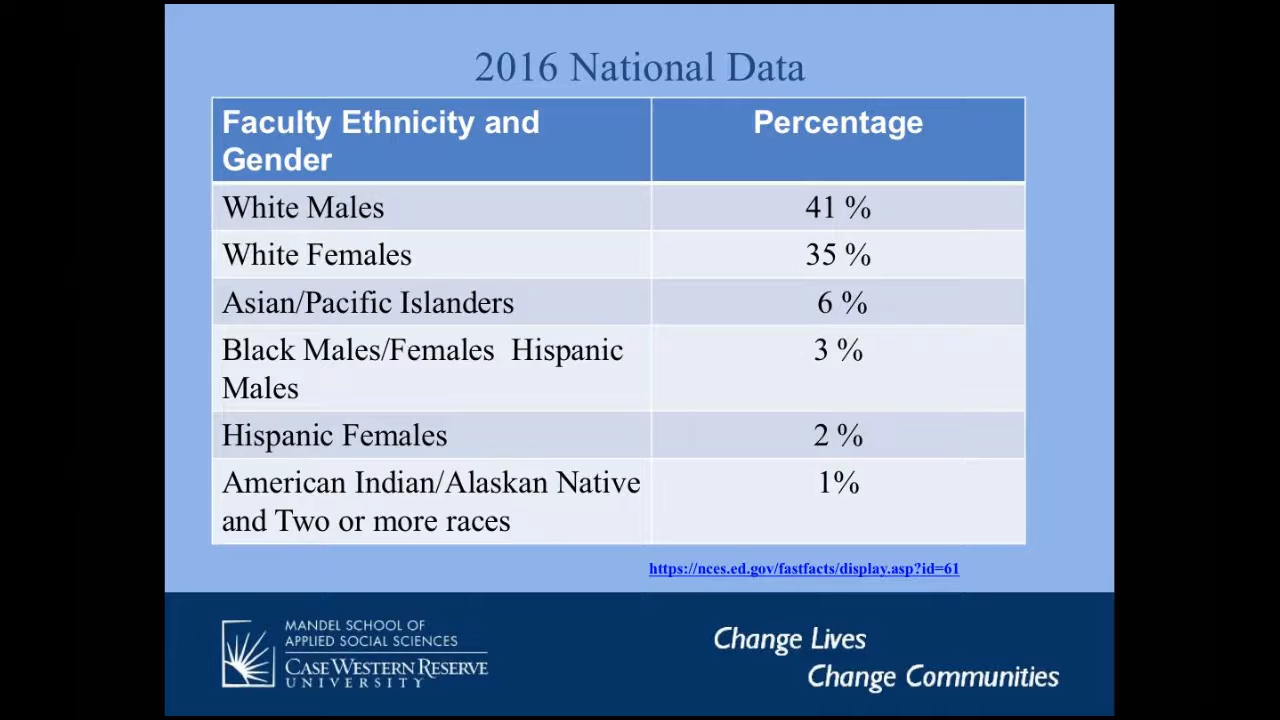 2016 National Data
Faculty Ethnicity and
Gender
Percentage
White Males
41 %
White Females
35 %
Asian/Pacific Islanders
6 %
Black Males/Females  Hispanic
Males
3 %
Hispanic Females
2 %
American Indian/Alaskan Native
and Two or more races
1%
https://nces.ed.gov/fastfacts/display.asp?id=61
MANDEL SCHOOL OF
APPLIED SOCIAL SCIENCES
CASE WESTERN RESERVE
UNIVERSITY
Change Lives
Change Communities